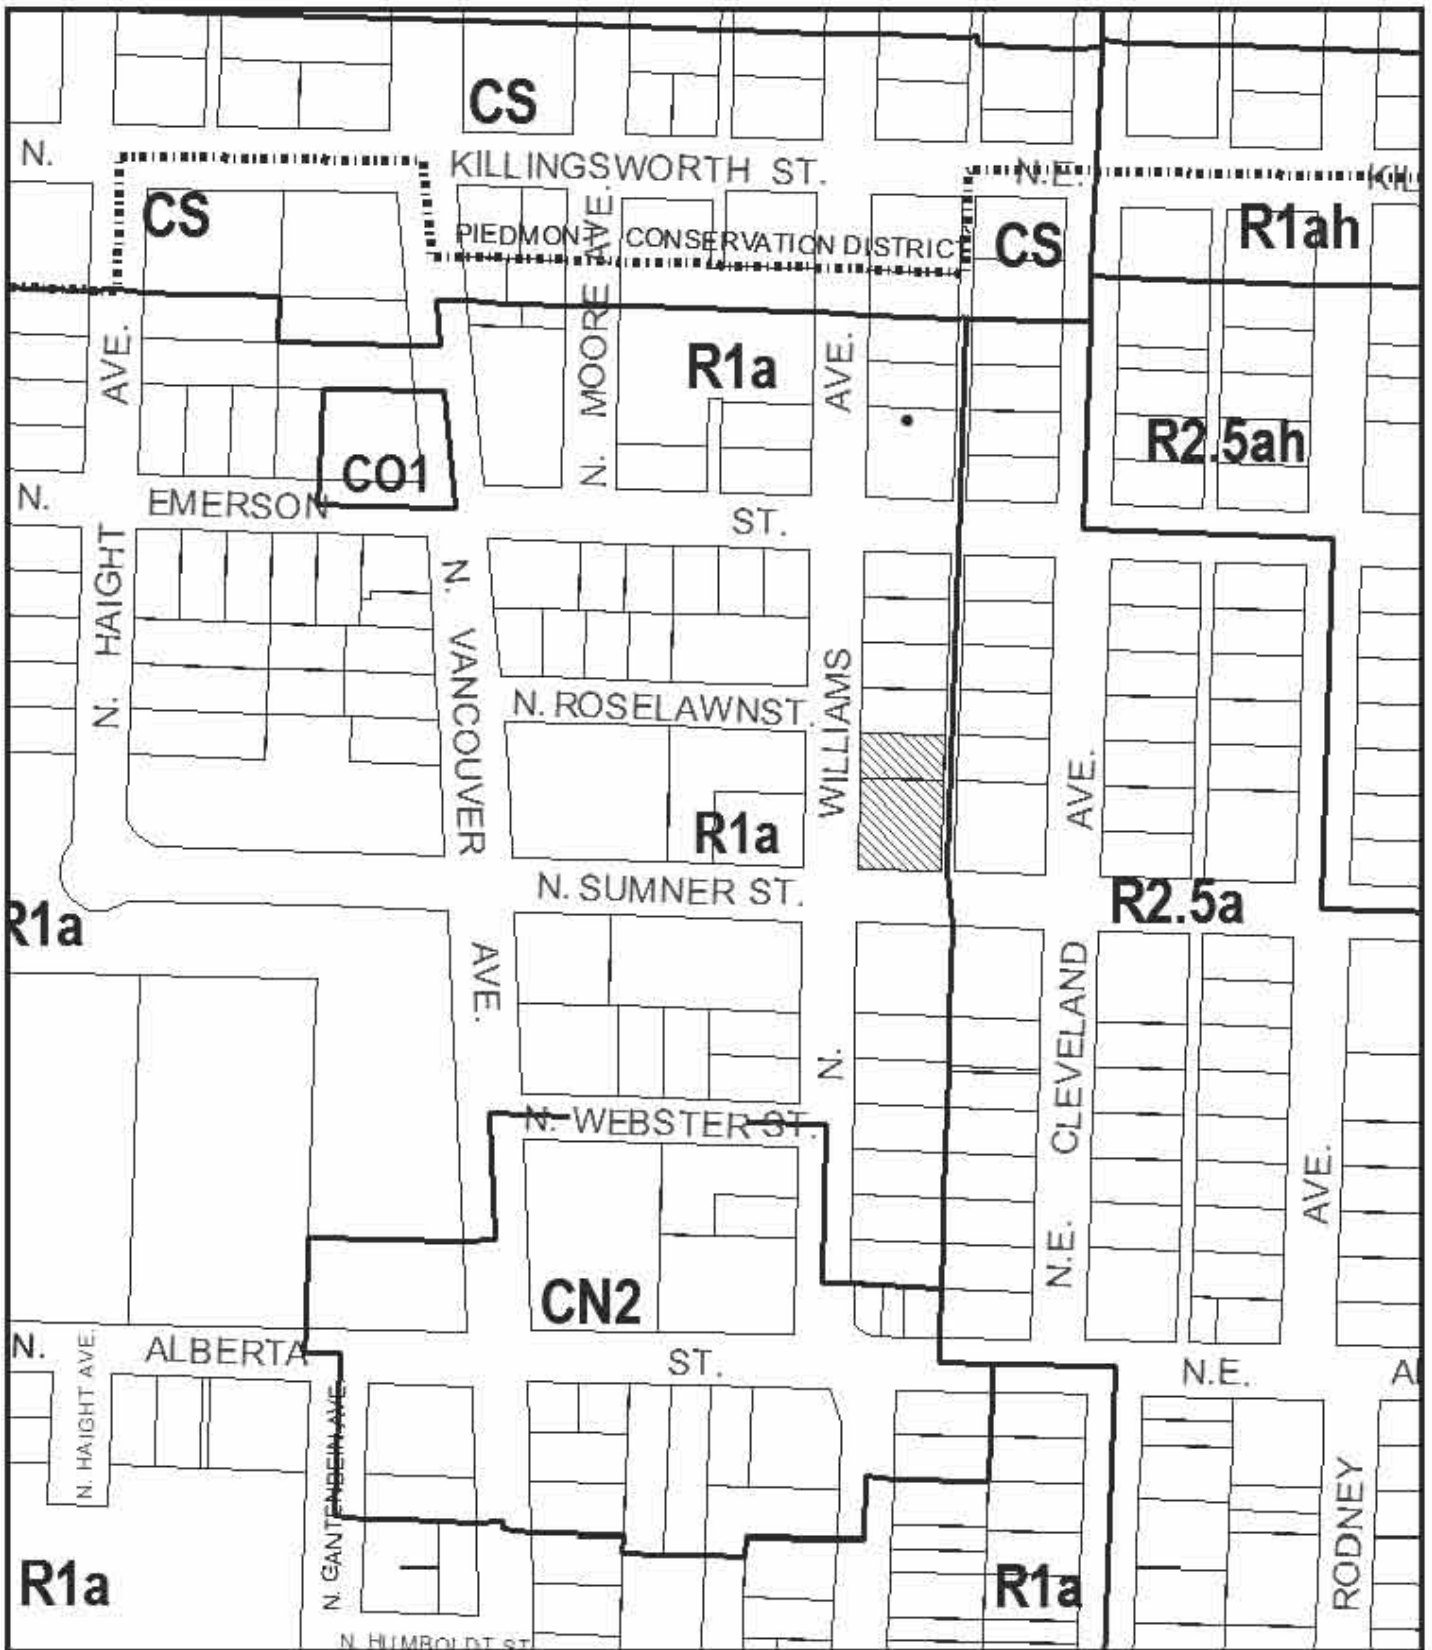 CS
N.
KILLINGSWORTH ST.
N.E.
CS
PIEDMONT CONSERVATION DISTRICT
CS
R1ah
AVE.
N. MOORE AVE.
R1a
AVE.
R2.5ah
CO1
N.
EMERSON
ST.
N. HAIGHT
N. VANCOUVER
N. ROSELAWN ST.
WILLIAMS
AVE.
R1a
N. SUMNER ST.
R2.5a
R1a
AVE.
N.
N.E. CLEVELAND
N. WEBSTER ST.
AVE.
CN2
N.
ALBERTA
ST.
N.E.
N. HAIGHT AVE.
N. GANTENBEIN AVE.
RODNEY
R1a
R1a
N. HUMBOLDT ST